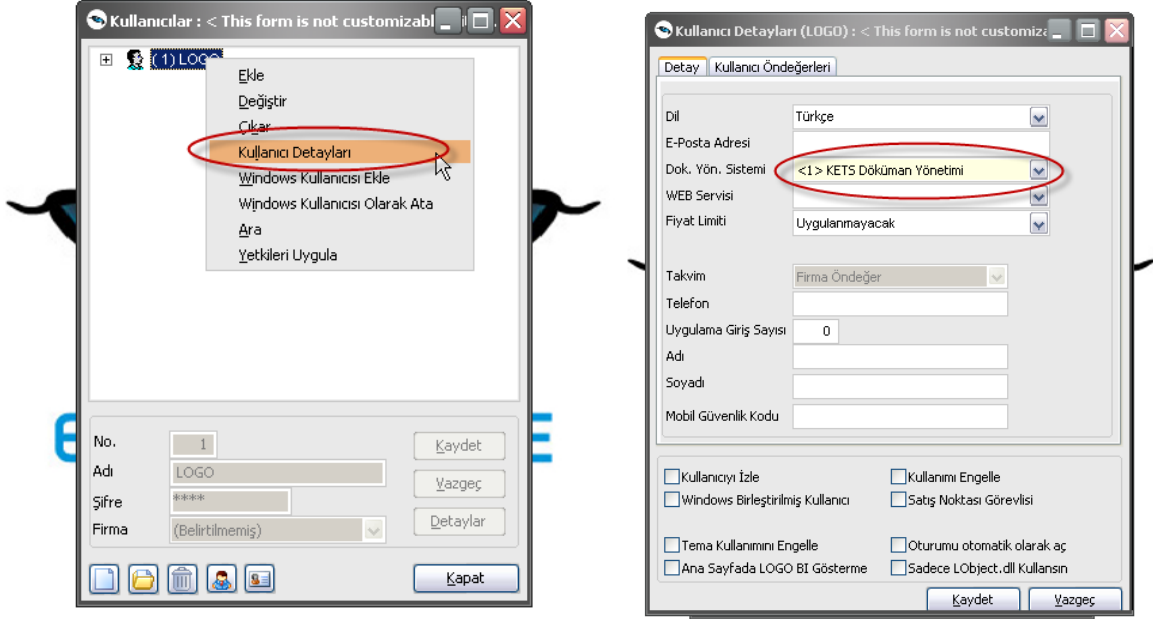 Kullanıcılar : < This form is not customizabl
(1) LOGO
Ekle
Değiştir
Çıkar
Kullanıcı Detayları
Windows Kullanıcısı Ekle
Windows Kullanıcısı Olarak Ata
Ara
Yetkileri Uygula
No. 1
Adı LOGO
Şifre ****
Firma (Belirtilmemiş)
Kaydet
Vazgeç
Detaylar
Kapat
Kullanıcı Detayları (LOGO) : < This form is not customiza
Detay Kullanıcı Öndeğerleri
Dil Türkçe
E-Posta Adresi
Dok. Yön. Sistemi <1> KETS Döküman Yönetimi
WEB Servisi
Fiyat Limiti Uygulanmayacak
Takvim Firma Öndeğer
Telefon
Uygulama Giriş Sayısı 0
Adı
Soyadı
Mobil Güvenlik Kodu
Kullanıcıyı İzle Kullanımı Engelle
Windows Birleştirilmiş Kullanıcı Satış Noktası Görevlisi
Tema Kullanımını Engelle Oturumu otomatik olarak aç
Ana Sayfada LOGO BI Gösterme Sadece LObject.dll Kullansın
Kaydet Vazgeç